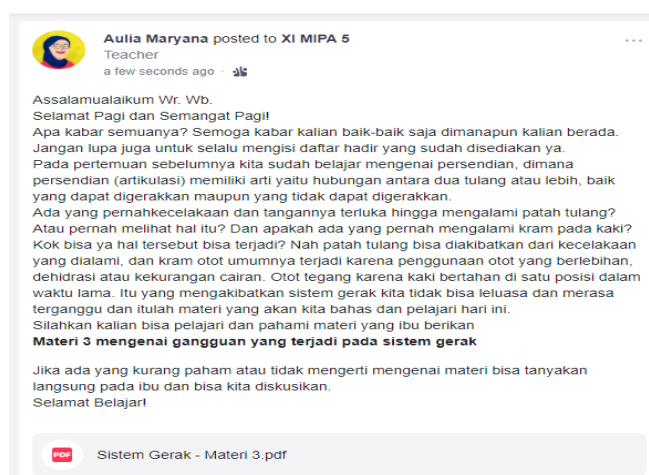 Aulia Maryana posted to XI MIPA 5
Teacher
a few seconds ago
Assalamualaikum Wr. Wb.
Selamat Pagi dan Semangat Pagi!
Apa kabar semuanya? Semoga kabar kalian baik-baik saja dimanapun kalian berada.
Jangan lupa juga untuk selalu mengisi daftar hadir yang sudah disediakan ya.
Pada pertemuan sebelumnya kita sudah belajar mengenai persendian, dimana
persendian (artikulasi) memiliki arti yaitu hubungan antara dua tulang atau lebih, baik
yang dapat digerakkan maupun yang tidak dapat digerakkan.
Ada yang pernahkecelakaan dan tangannya terluka hingga mengalami patah tulang?
Atau pernah melihat hal itu? Dan apakah ada yang pernah mengalami kram pada kaki?
Kok bisa ya hal tersebut bisa terjadi? Nah patah tulang bisa diakibatkan dari kecelakaan
yang dialami, dan kram otot umumnya terjadi karena penggunaan otot yang berlebihan,
dehidrasi atau kekurangan cairan. Otot tegang karena kaki bertahan di satu posisi dalam
waktu lama. Itu yang mengakibatkan sistem gerak kita tidak bisa leluasa dan merasa
terganggu dan itulah materi yang akan kita bahas dan pelajari hari ini.
Silahkan kalian bisa pelajari dan pahami materi yang ibu berikan
Materi 3 mengenai gangguan yang terjadi pada sistem gerak
Jika ada yang kurang paham atau tidak mengerti mengenai materi bisa tanyakan
langsung pada ibu dan bisa kita diskusikan.
Selamat Belajar!
PDF Sistem Gerak - Materi 3.pdf